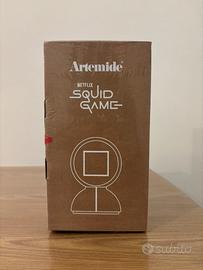 Artemide®
NETFLIX
SQUID
GAME
subito